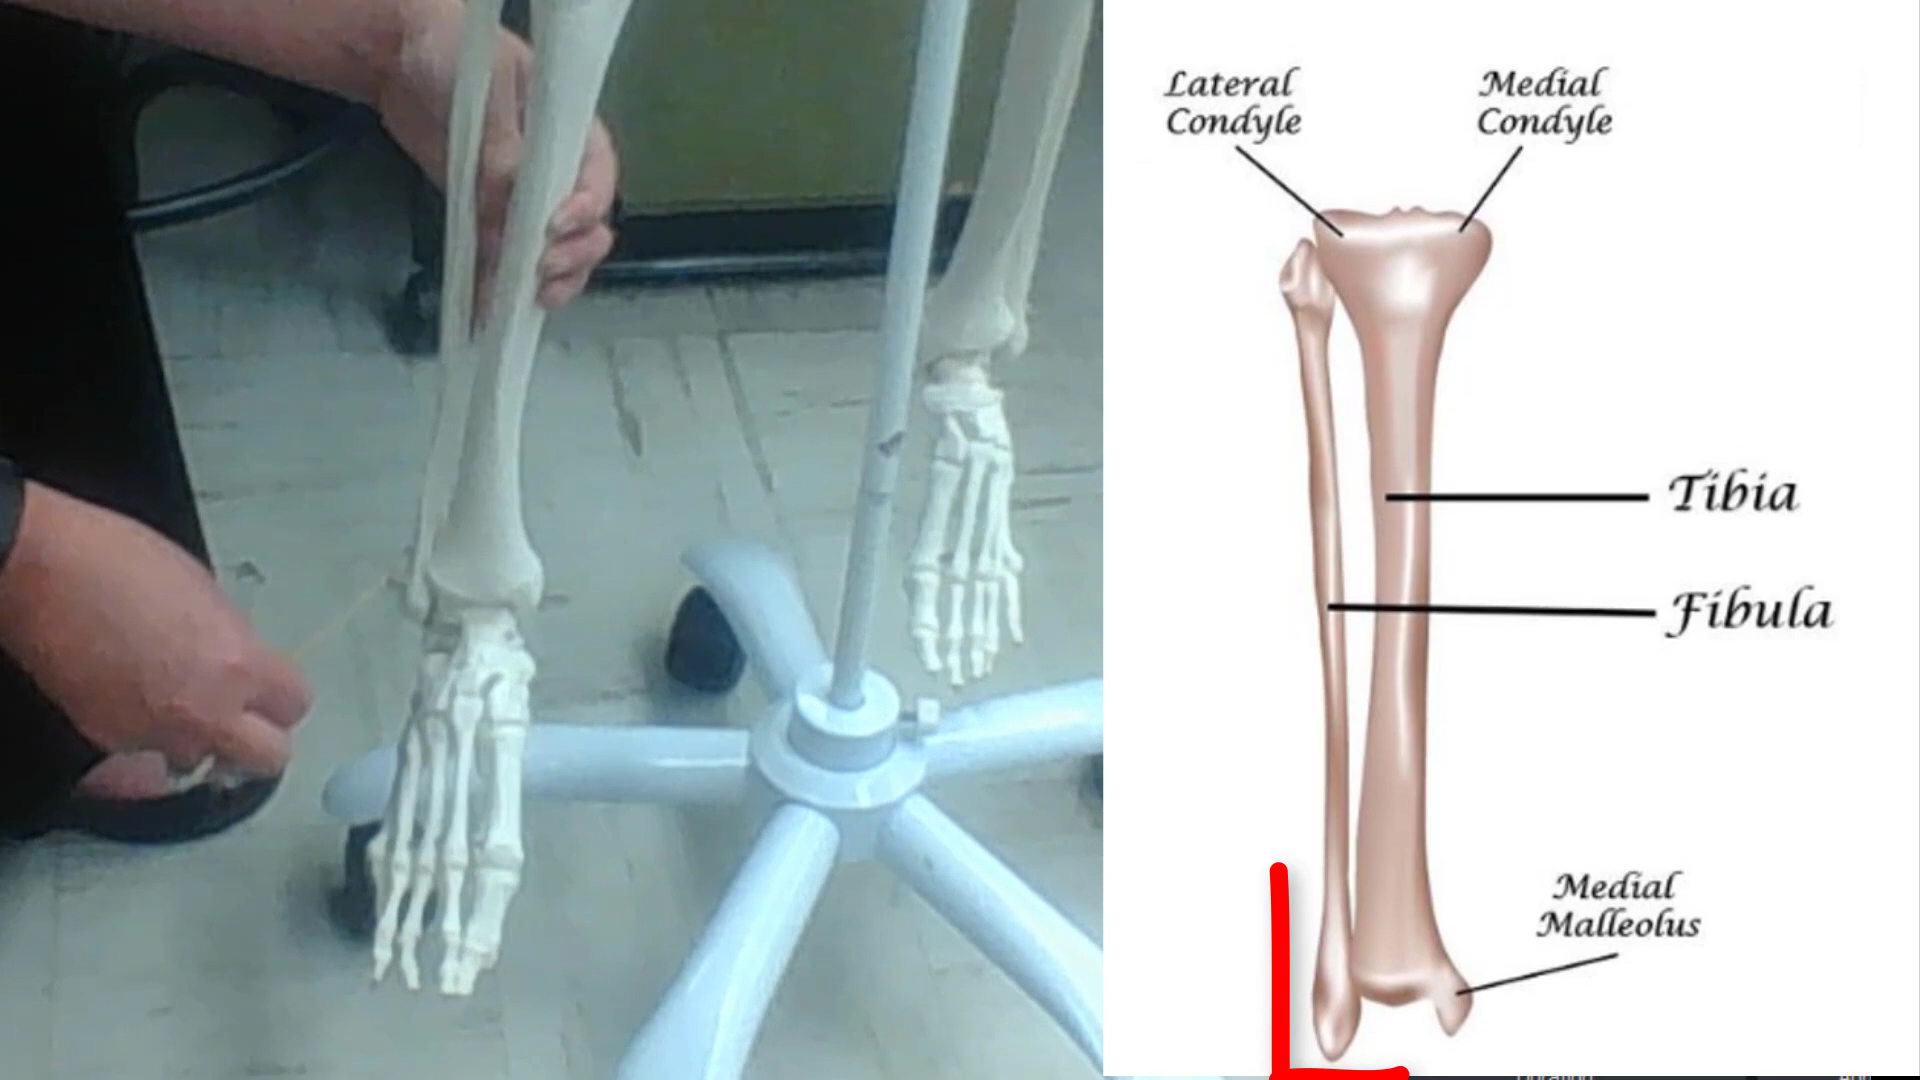 Lateral
Condyle
Medial
Condyle
Tibia
Fibula
Medial
Malleolus